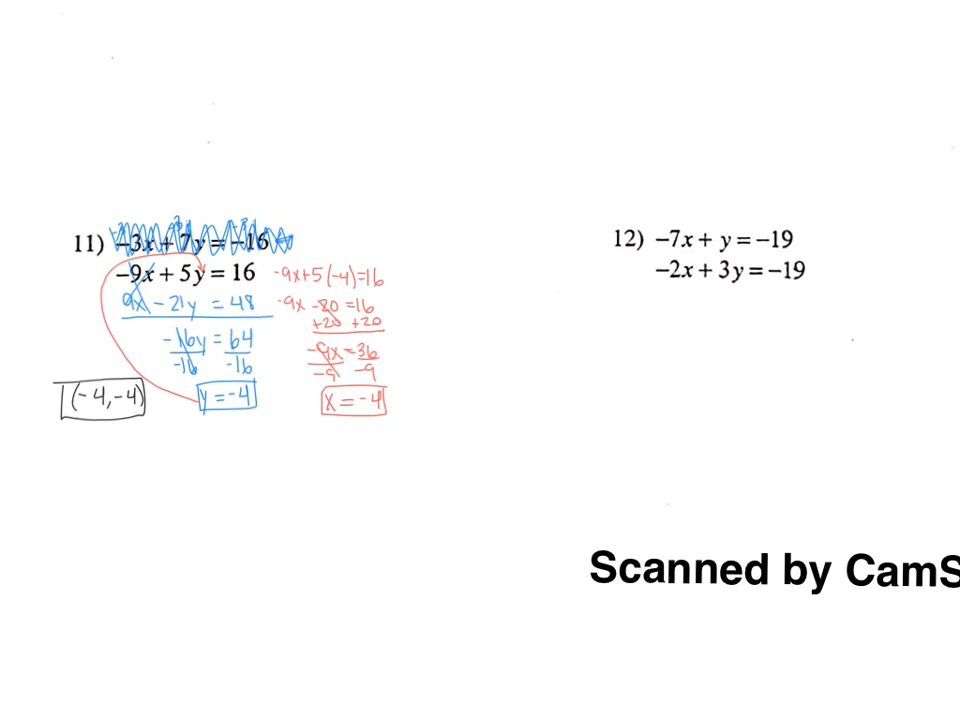 11) −3x + 7y = −16
−9x + 5y = 16
9x − 21y = 48
−16y = 64
−16 −16
y = −4
-9x+5(-4)=16
-9x -20 =16
+20 +20
−9x = 36
−9 −9
x = −4
(−4,−4)
12) −7x + y = −19
−2x + 3y = −19
Scanned by CamS